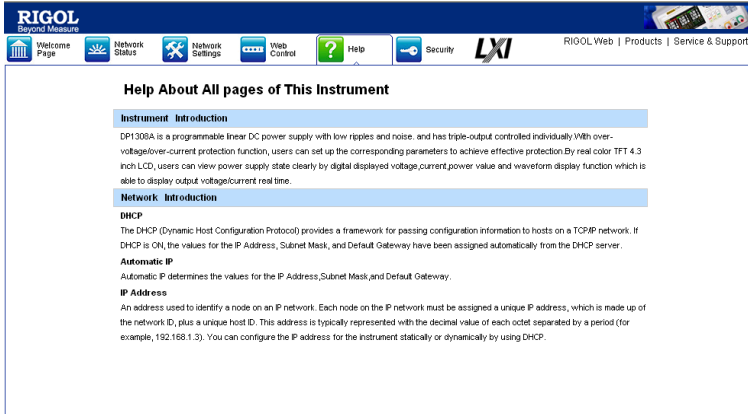 RIGOL
Beyond Measure
Welcome Page
Network Status
Network Settings
Web Control
Help
Security
LXI
RIGOL Web | Products | Service & Support
Help About All pages of This Instrument
Instrument Introduction
DP1308A is a programmable linear DC power supply with low ripples and noise. and has triple-output controlled individually.With over-
voltage/over-current protection function, users can set up the corresponding parameters to achieve effective protection.By real color TFT 4.3
inch LCD, users can view power supply state clearly by digital displayed voltage,current,power value and waveform display function which is
able to display output voltage/current real time.
Network Introduction
DHCP
The DHCP (Dynamic Host Configuration Protocol) provides a framework for passing configuration information to hosts on a TCP/IP network. If
DHCP is ON, the values for the IP Address, Subnet Mask, and Default Gateway have been assigned automatically from the DHCP server.
Automatic IP
Automatic IP determines the values for the IP Address,Subnet Mask,and Default Gateway.
IP Address
An address used to identify a node on an IP network. Each node on the IP network must be assigned a unique IP address, which is made up of
the network ID, plus a unique host ID. This address is typically represented with the decimal value of each octet separated by a period (for
example, 192.168.1.3). You can configure the IP address for the instrument statically or dynamically by using DHCP.